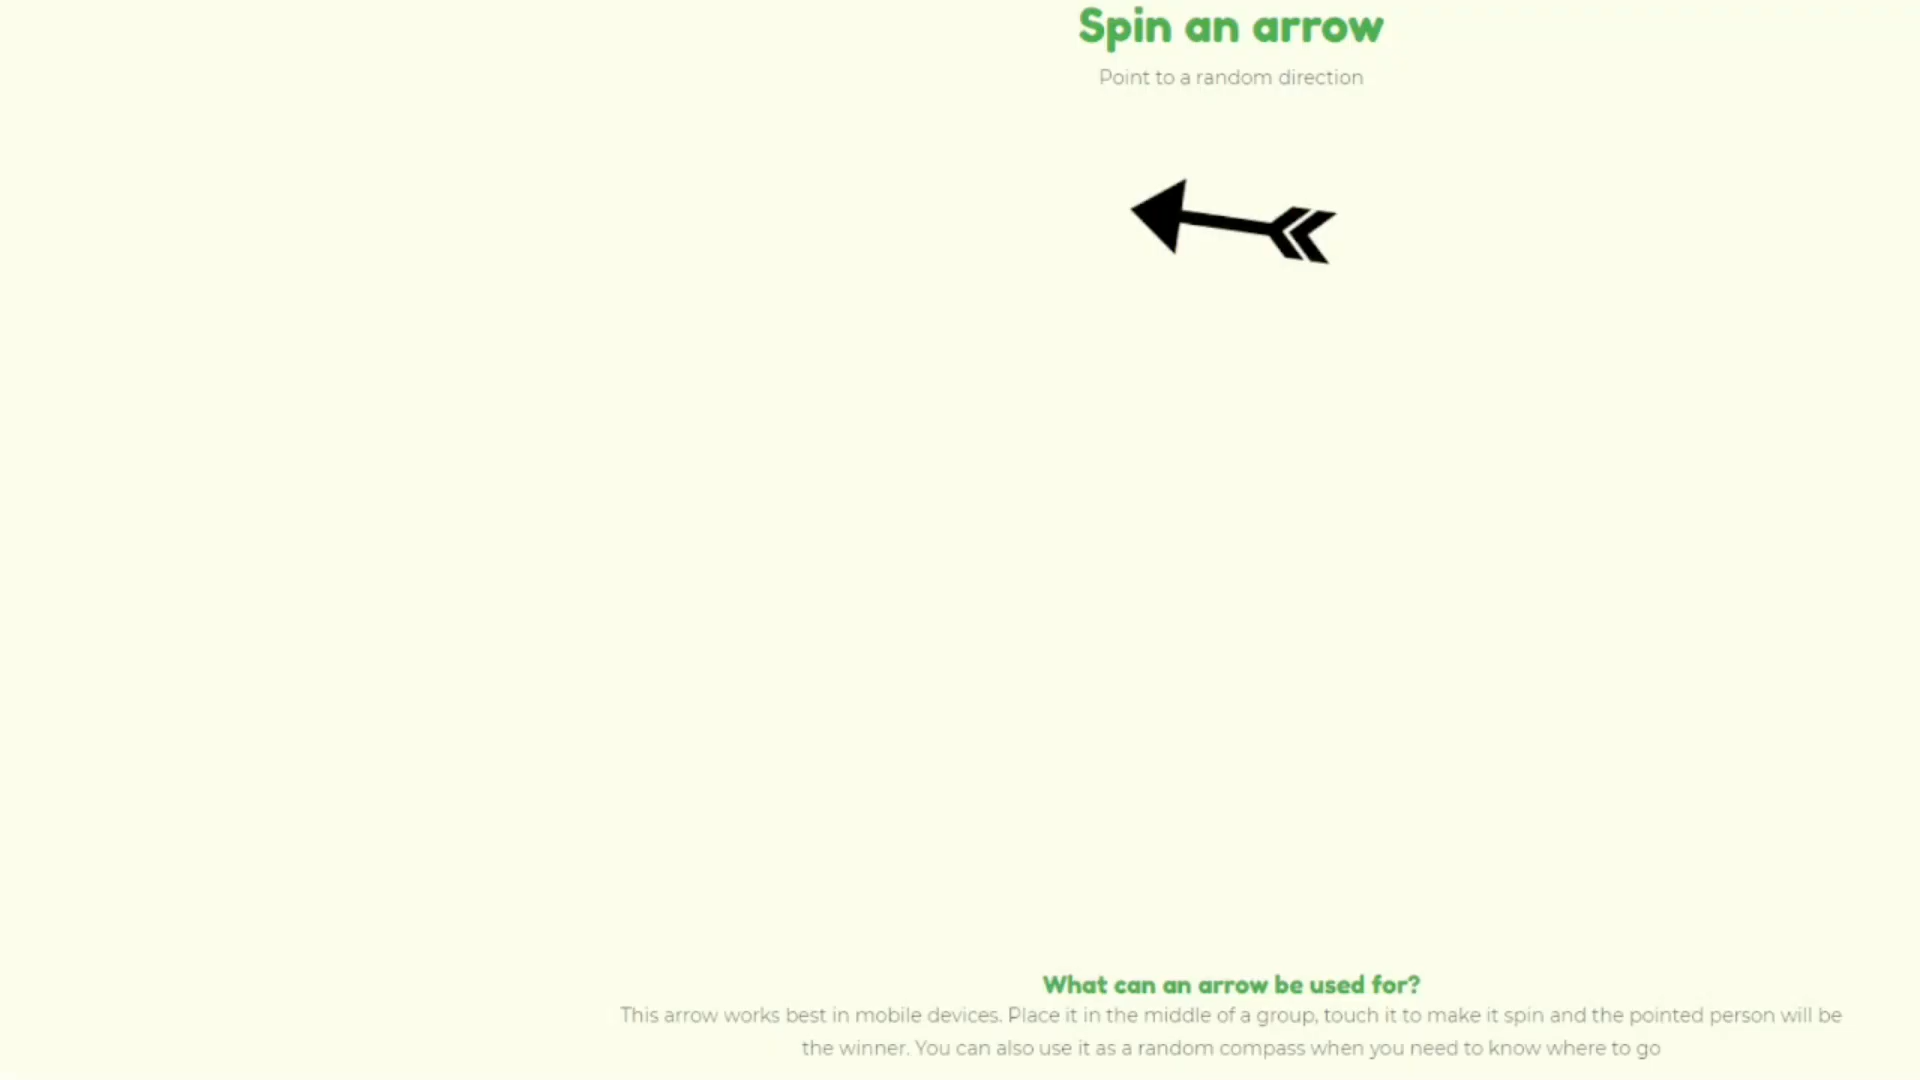 Spin an arrow
Point to a random direction
What can an arrow be used for?
This arrow works best in mobile devices. Place it in the middle of a group, touch it to make it spin and the pointed person will be
the winner. You can also use it as a random compass when you need to know where to go